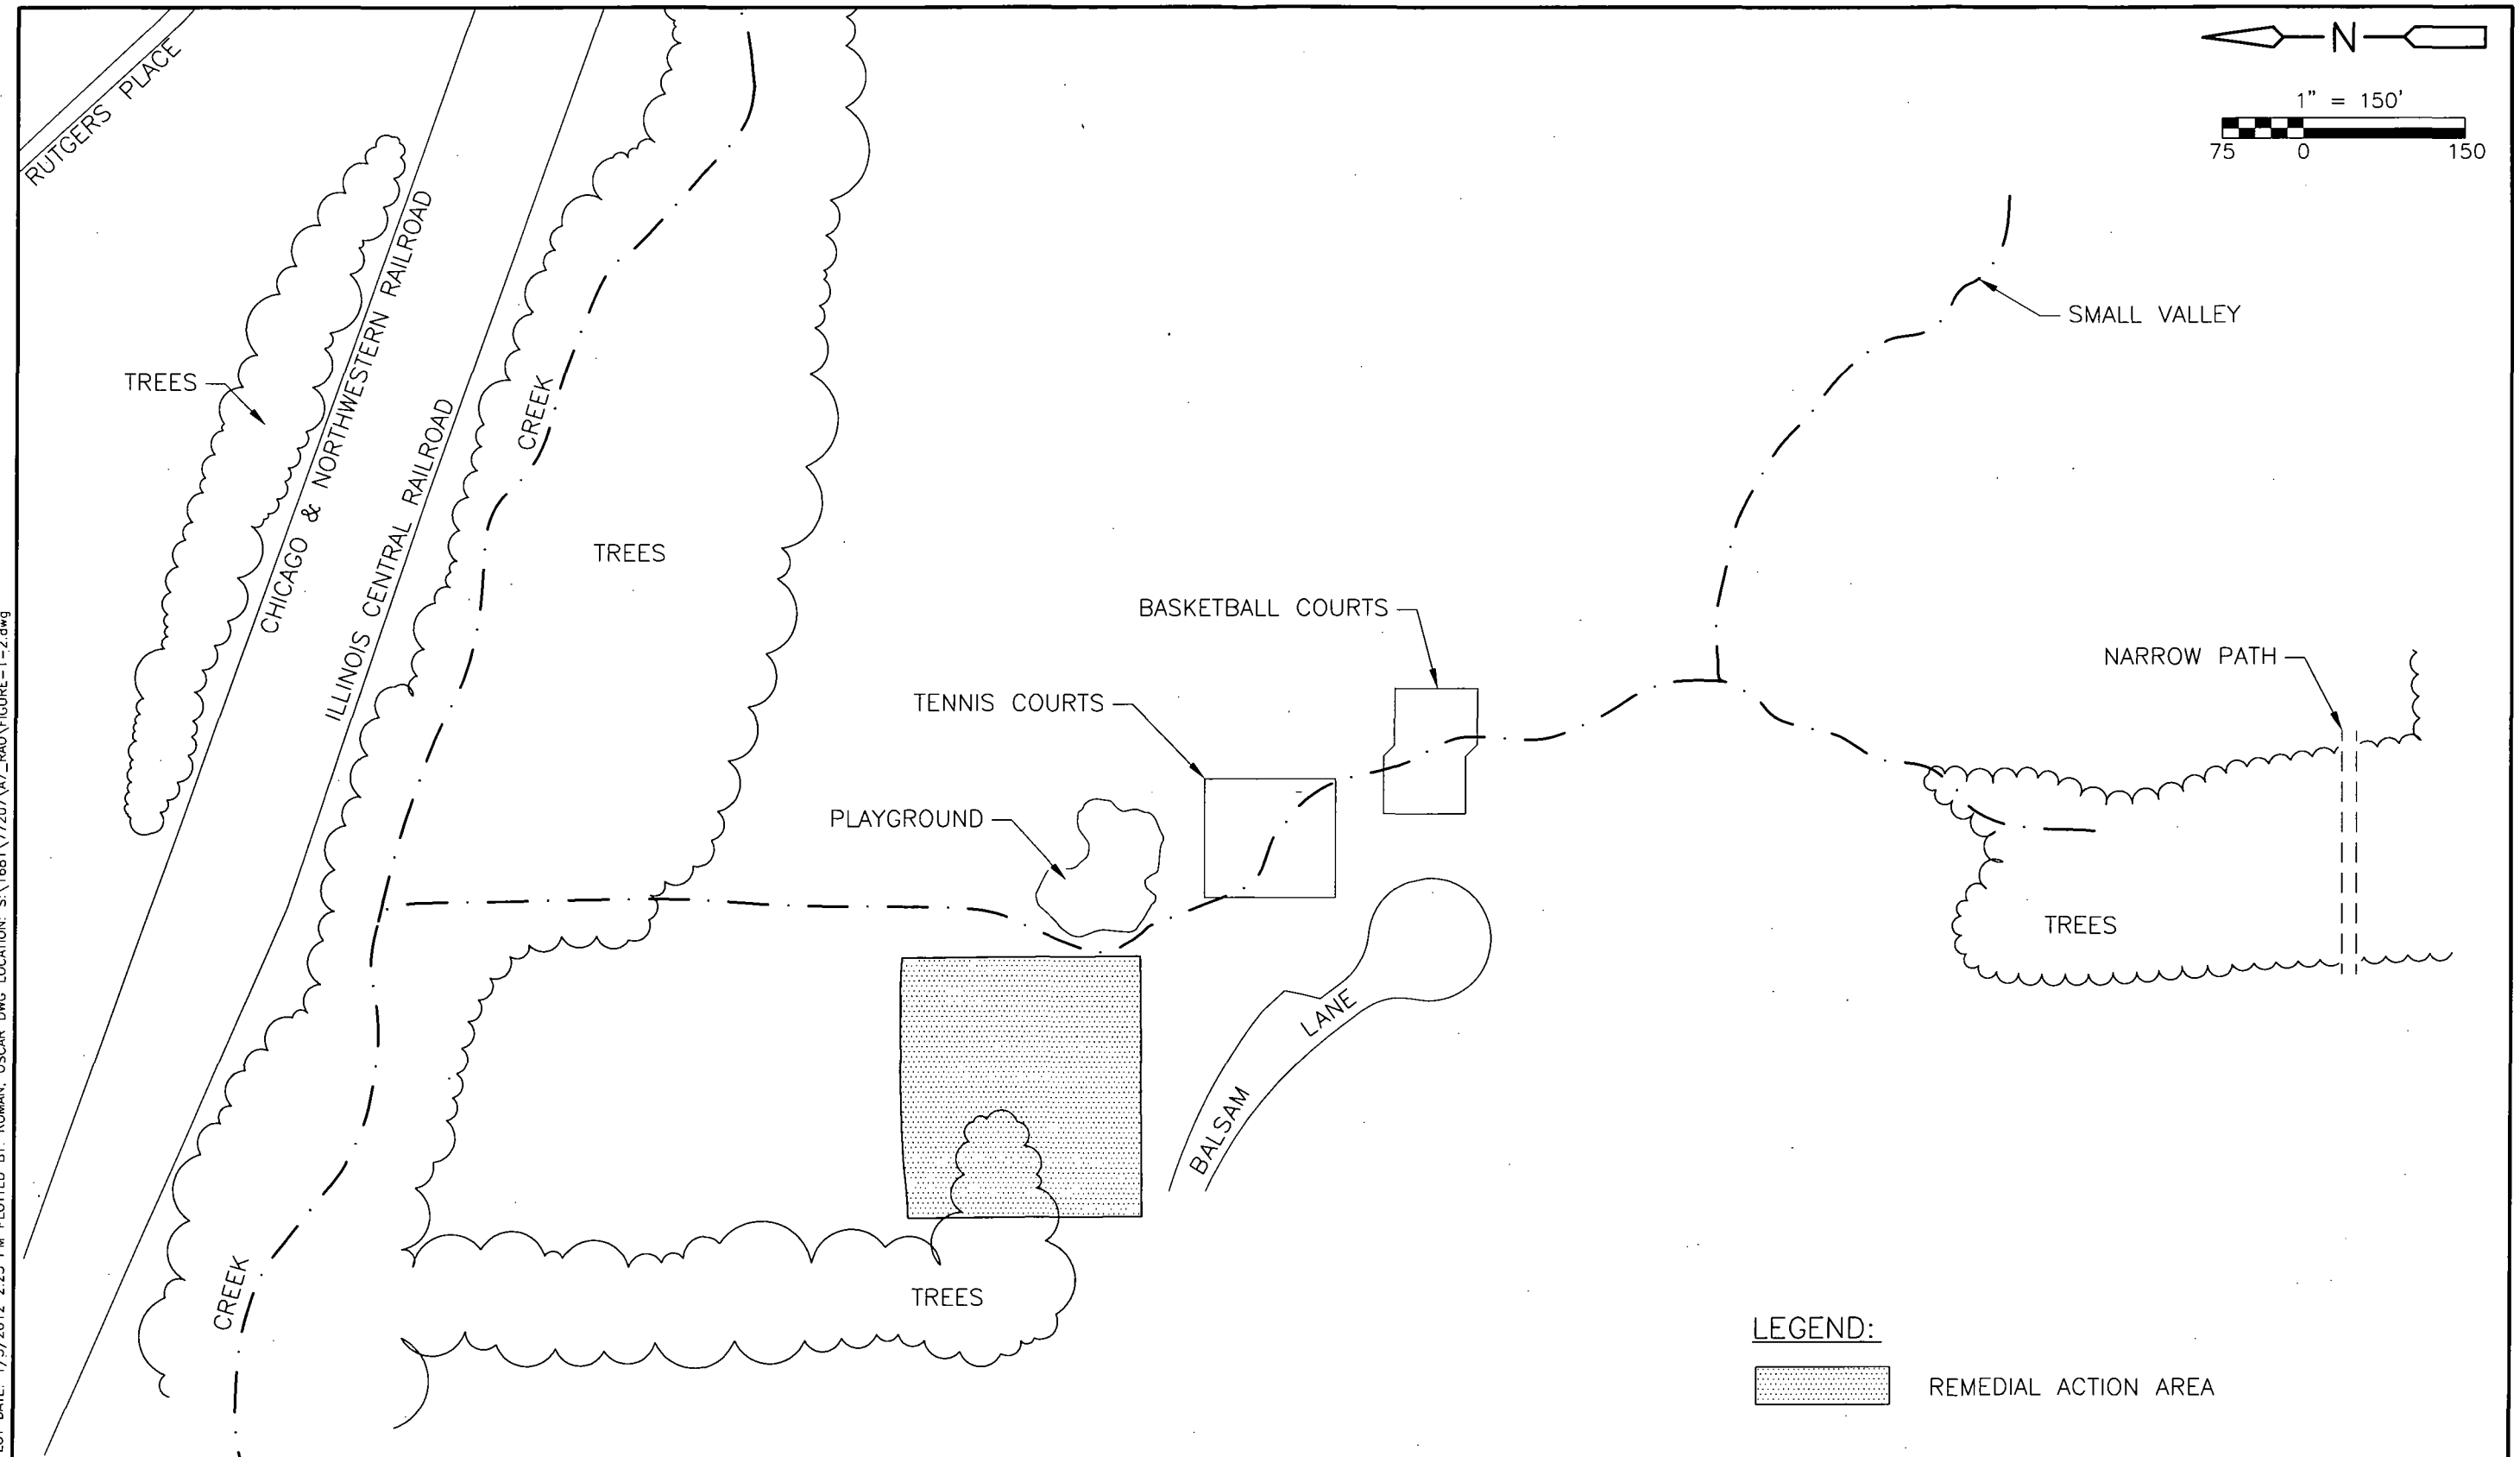 N
1" = 150'
75 0 150
RUTGERS PLACE
CHICAGO & NORTHWESTERN RAILROAD
ILLINOIS CENTRAL RAILROAD
TREES
CREEK
SMALL VALLEY
TREES
BASKETBALL COURTS
NARROW PATH
TENNIS COURTS
PLAYGROUND
TREES
BALSAM LANE
CREEK
TREES
LEGEND:
REMEDIAL ACTION AREA